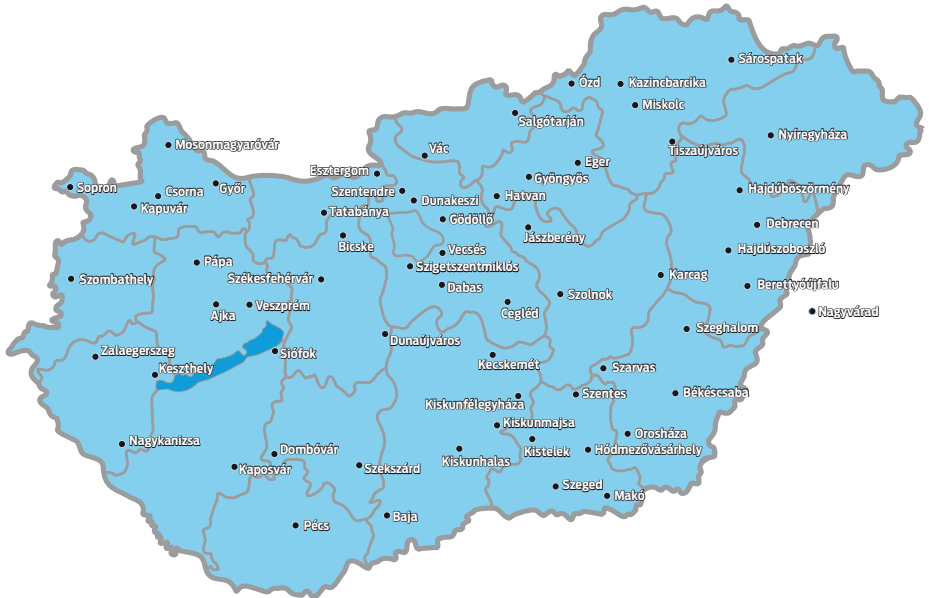 Sárospatak
Ózd
Kazincbarcika
Miskolc
Salgótarján
Nyíregyháza
Mosonmagyaróvár
Vác
Tiszaújváros
Eger
Esztergom
Gyöngyös
Sopron
Csorna
Győr
Szentendre
Dunakeszi
Hatvan
Hajdúböszörmény
Kapuvár
Tatabánya
Gödöllő
Debrecen
Bicske
Jászberény
Vecsés
Hajdúszoboszló
Pápa
Szigetszentmiklós
Szombathely
Székesfehérvár
Karcag
Dabas
Berettyóújfalu
Szolnok
Ajka
Veszprém
Cegléd
Nagyvárad
Szeghalom
Dunaújváros
Zalaegerszeg
Siófok
Keszthely
Kecskemét
Szarvas
Szentes
Békéscsaba
Kiskunfélegyháza
Kiskunmajsa
Orosháza
Nagykanizsa
Dombóvár
Kistelek
Hódmezővásárhely
Kiskunhalas
Kaposvár
Szekszárd
Szeged
Makó
Baja
Pécs